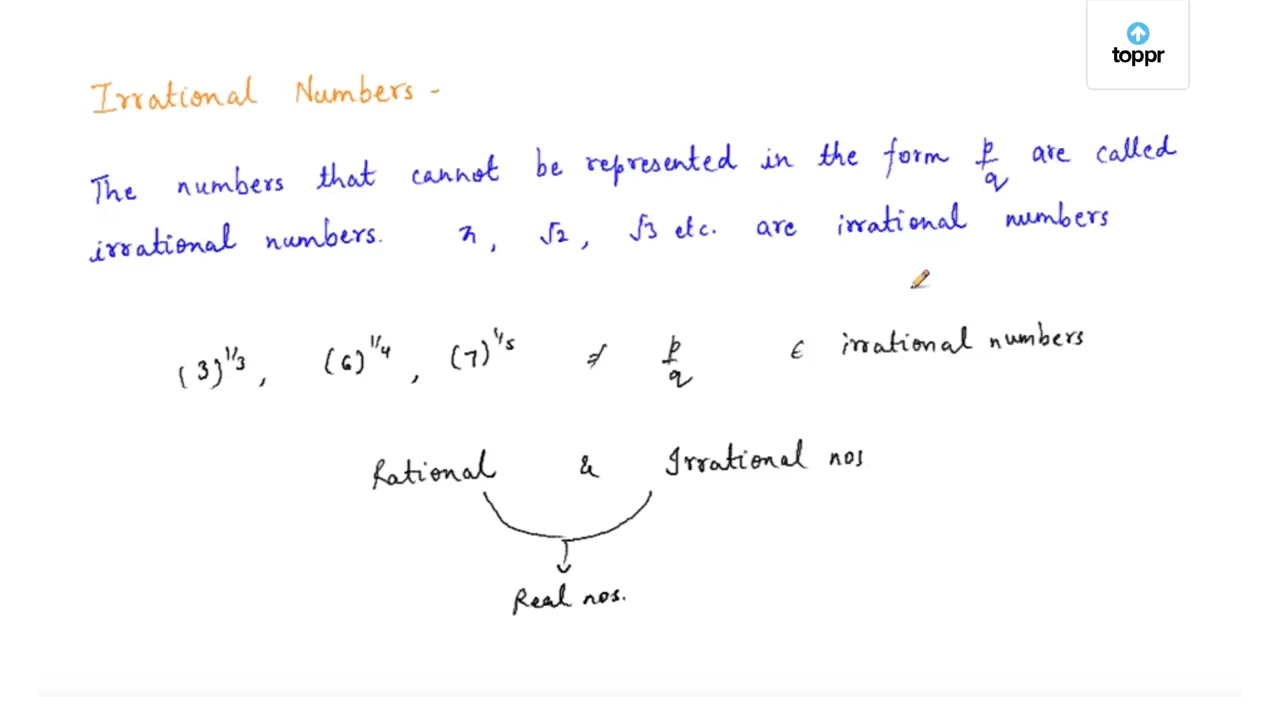 toppr
Irrational Numbers -
The numbers that cannot be represented in the form p/q are called
irrational numbers. π, √2, √3 etc. are irrational numbers
(3)^1/3, (6)^1/4, (7)^1/5 ≠ p/q ∈ irrational numbers
Rational & Irrational nos
Real nos.